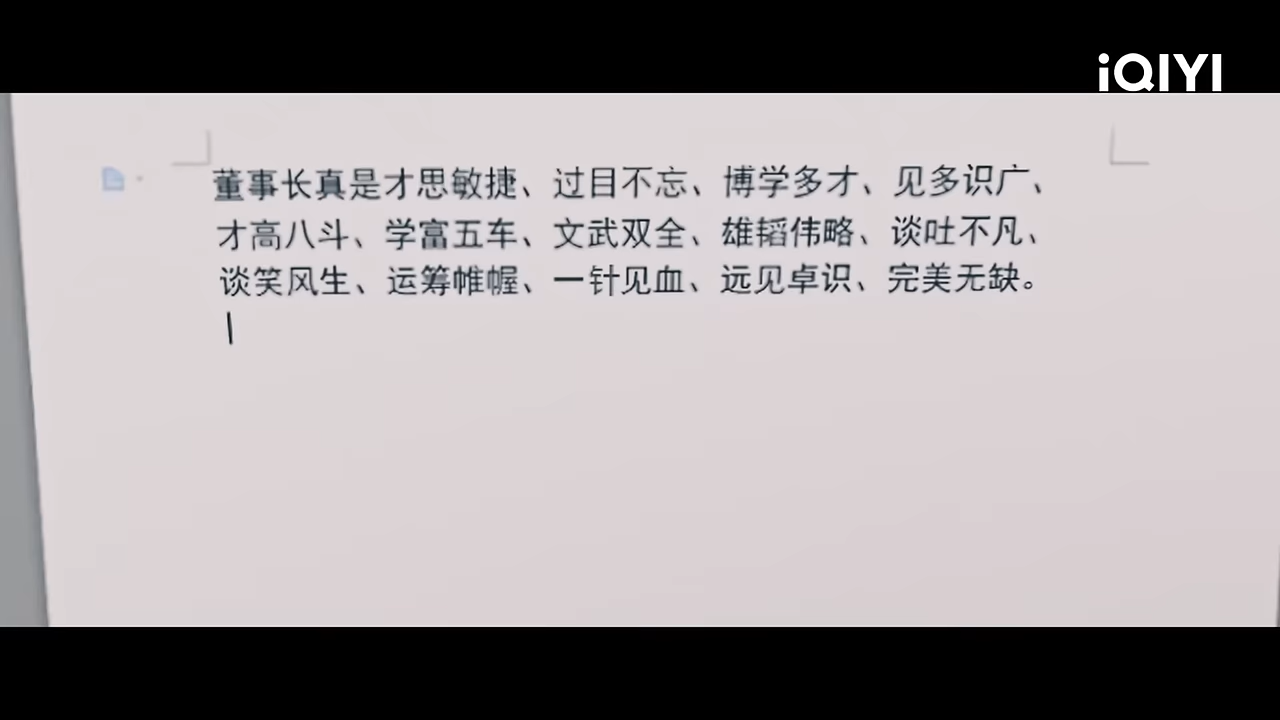 iQIYI
董事长真是才思敏捷、过目不忘、博学多才、见多识广、
才高八斗、学富五车、文武双全、雄韬伟略、谈吐不凡、
谈笑风生、运筹帷幄、一针见血、远见卓识、完美无缺。